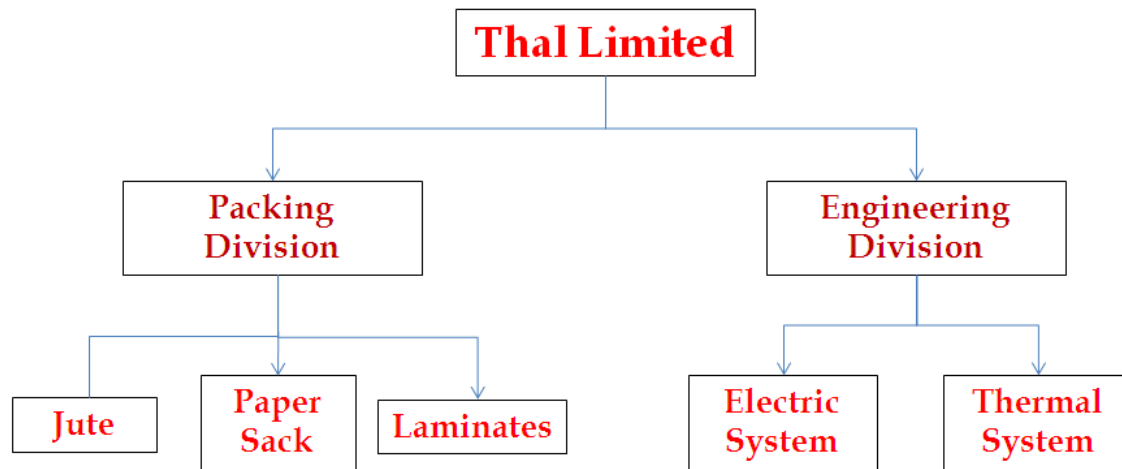 Thal Limited
Packing
Division
Engineering
Division
Jute
Paper
Sack
Laminates
Electric
System
Thermal
System